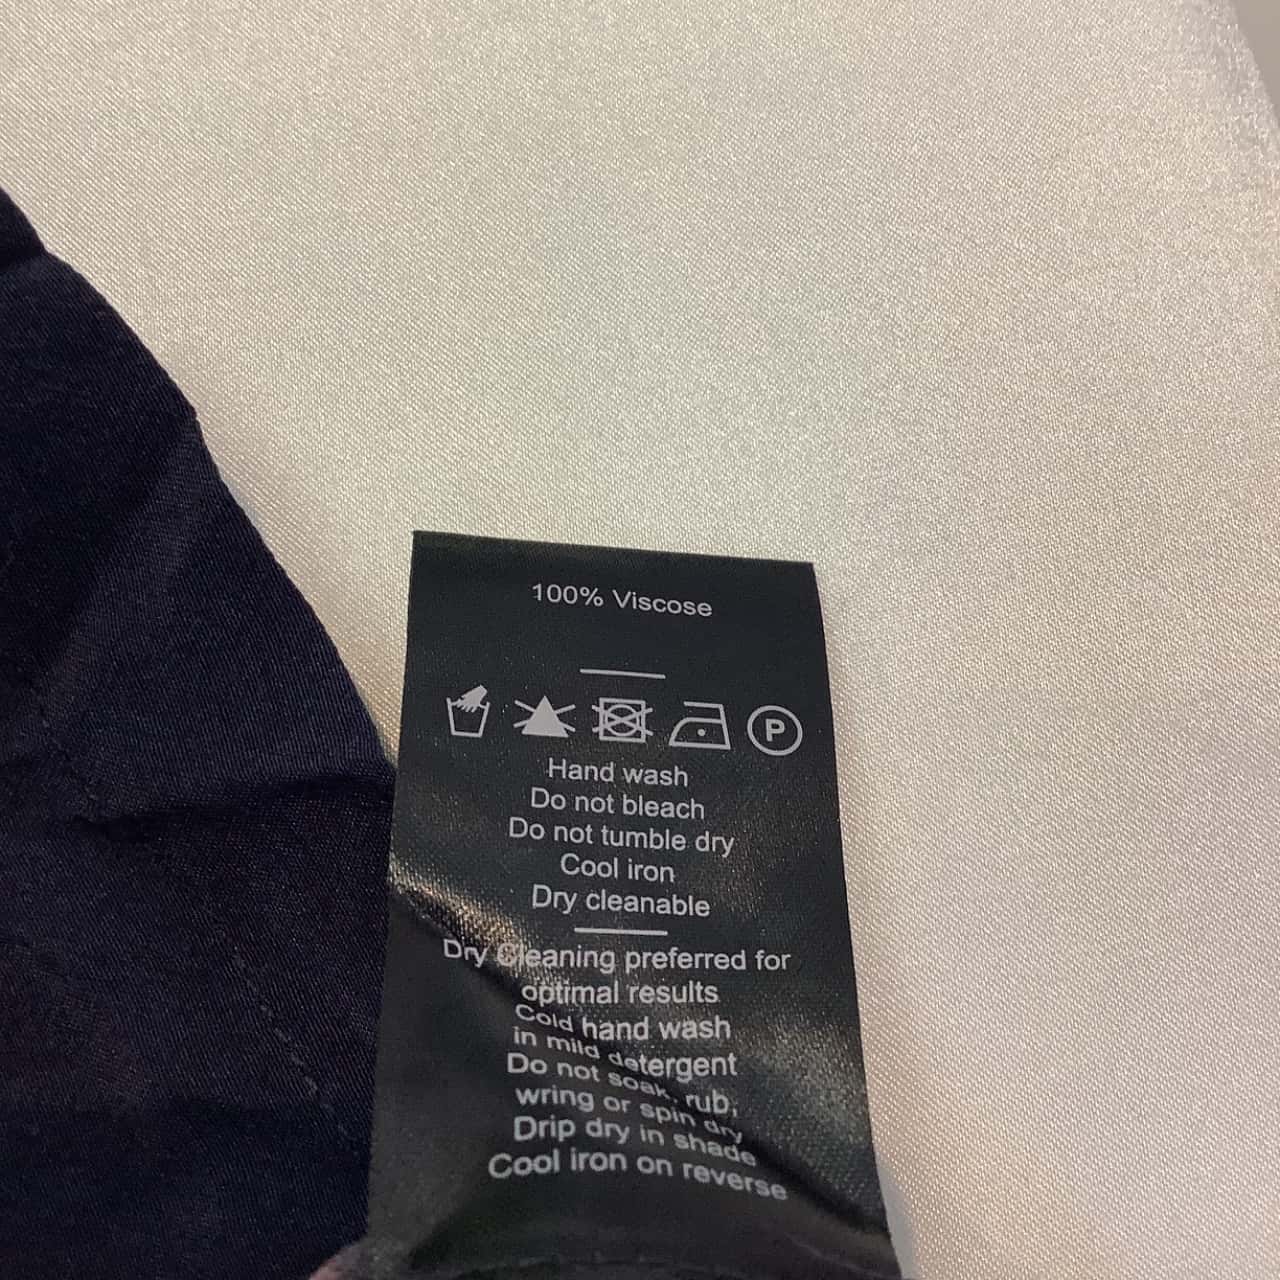 100% Viscose
P
Hand wash
Do not bleach
Do not tumble dry
Cool iron
Dry cleanable
Dry Cleaning preferred for
optimal results
Cold hand wash
in mild detergent
Do not soak, rub,
wring or spin dry
Drip dry in shade
Cool iron on reverse